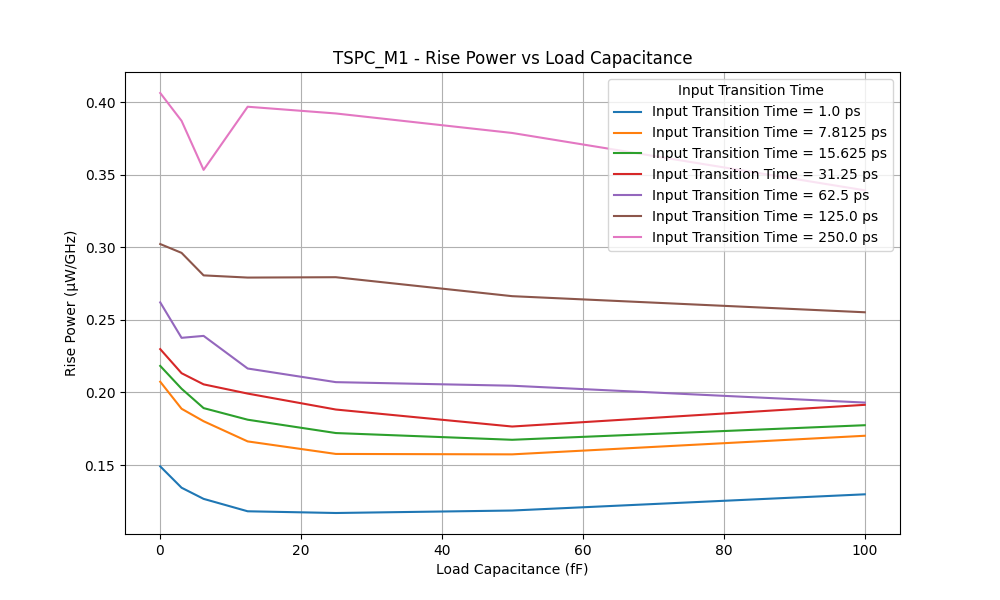 TSPC_M1 - Rise Power vs Load Capacitance
Input Transition Time
Input Transition Time = 1.0 ps
Input Transition Time = 7.8125 ps
Input Transition Time = 15.625 ps
Input Transition Time = 31.25 ps
Input Transition Time = 62.5 ps
Input Transition Time = 125.0 ps
Input Transition Time = 250.0 ps
Rise Power (μW/GHz)
0.40
0.35
0.30
0.25
0.20
0.15
0 20 40 60 80 100
Load Capacitance (fF)